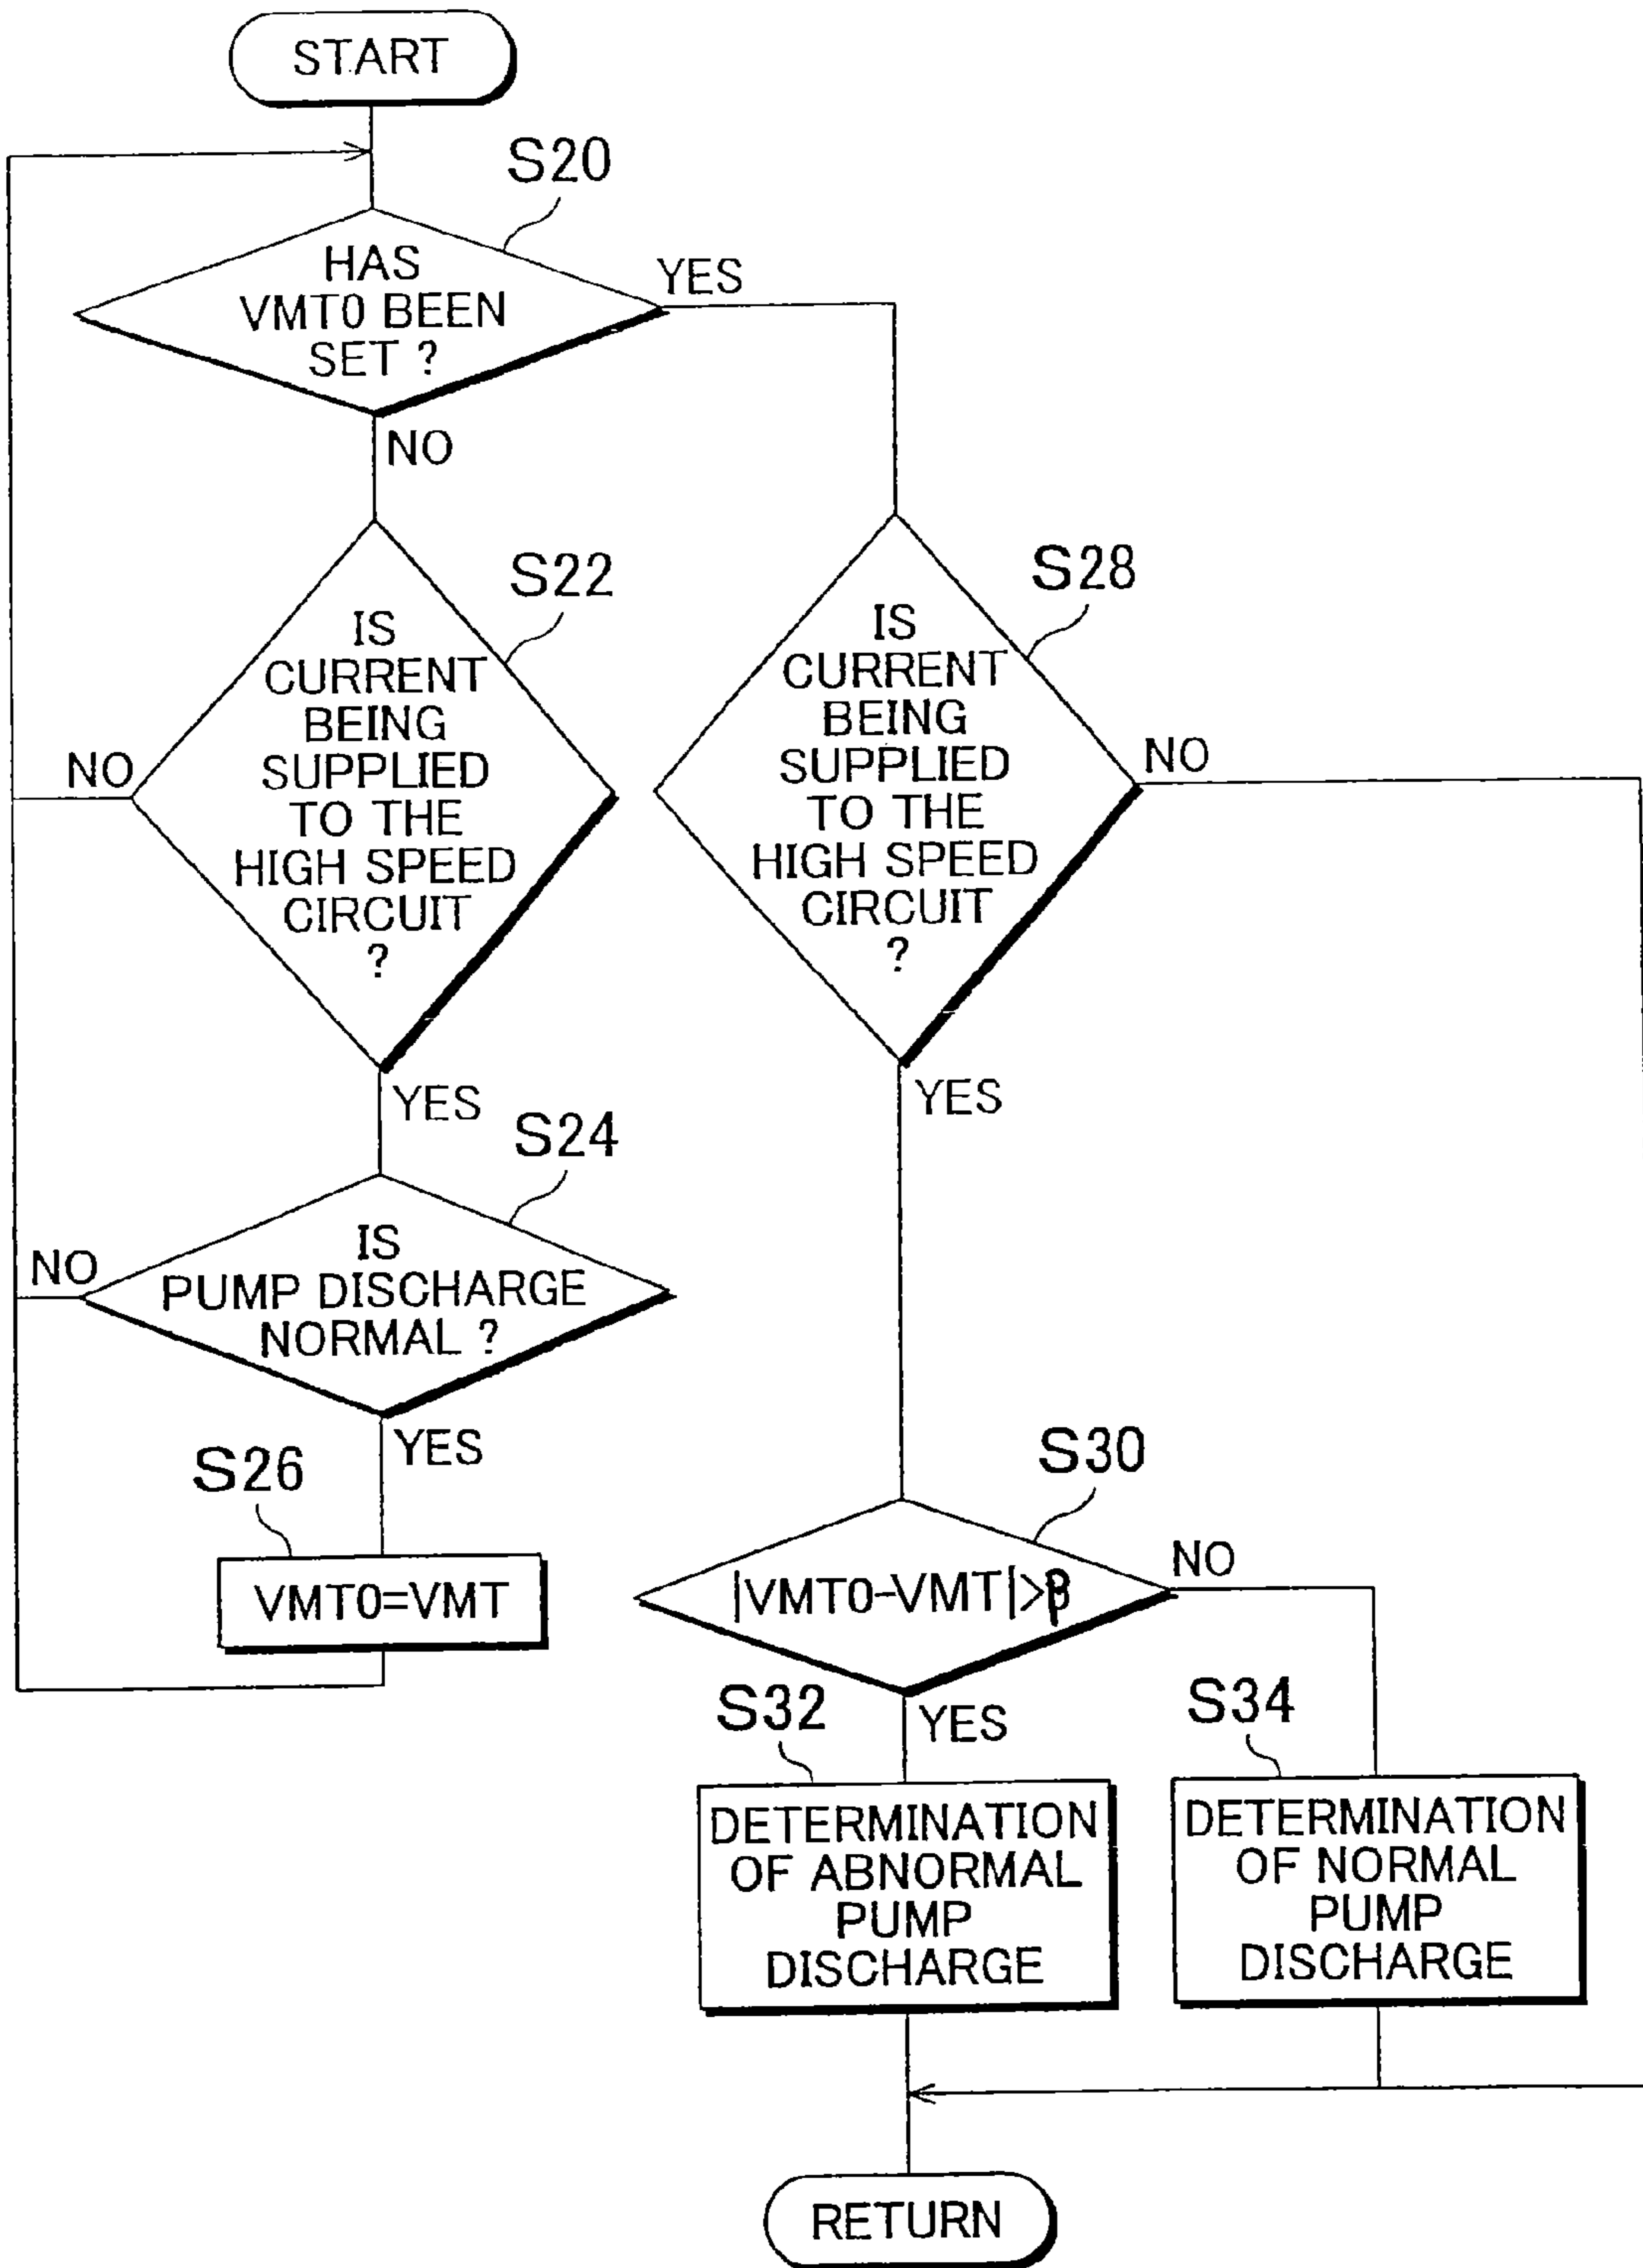 START
S20
HAS
VMT0 BEEN
SET ?
YES
NO
S22
IS
CURRENT
BEING
SUPPLIED
TO THE
HIGH SPEED
CIRCUIT
?
NO
YES
S28
IS
CURRENT
BEING
SUPPLIED
TO THE
HIGH SPEED
CIRCUIT
?
NO
YES
S24
IS
PUMP DISCHARGE
NORMAL ?
NO
YES
S26
VMT0=VMT
S30
|VMT0-VMT|>β
NO
YES
S32
DETERMINATION
OF ABNORMAL
PUMP
DISCHARGE
S34
DETERMINATION
OF NORMAL
PUMP
DISCHARGE
RETURN